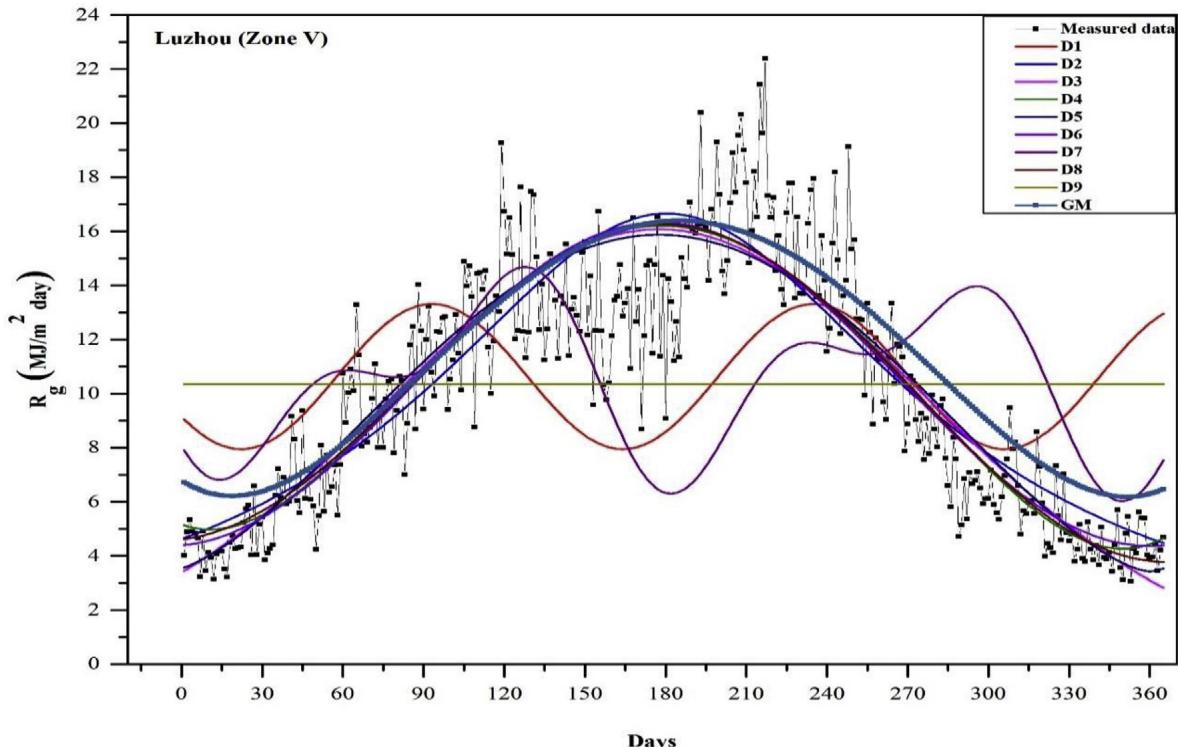 Luzhou (Zone V)
Measured data
D1
D2
D3
D4
D5
D6
D7
D8
D9
GM
24
22
20
18
16
14
12
10
8
6
4
2
0
R_g (MJ/m^2 day)
0 30 60 90 120 150 180 210 240 270 300 330 360
Days